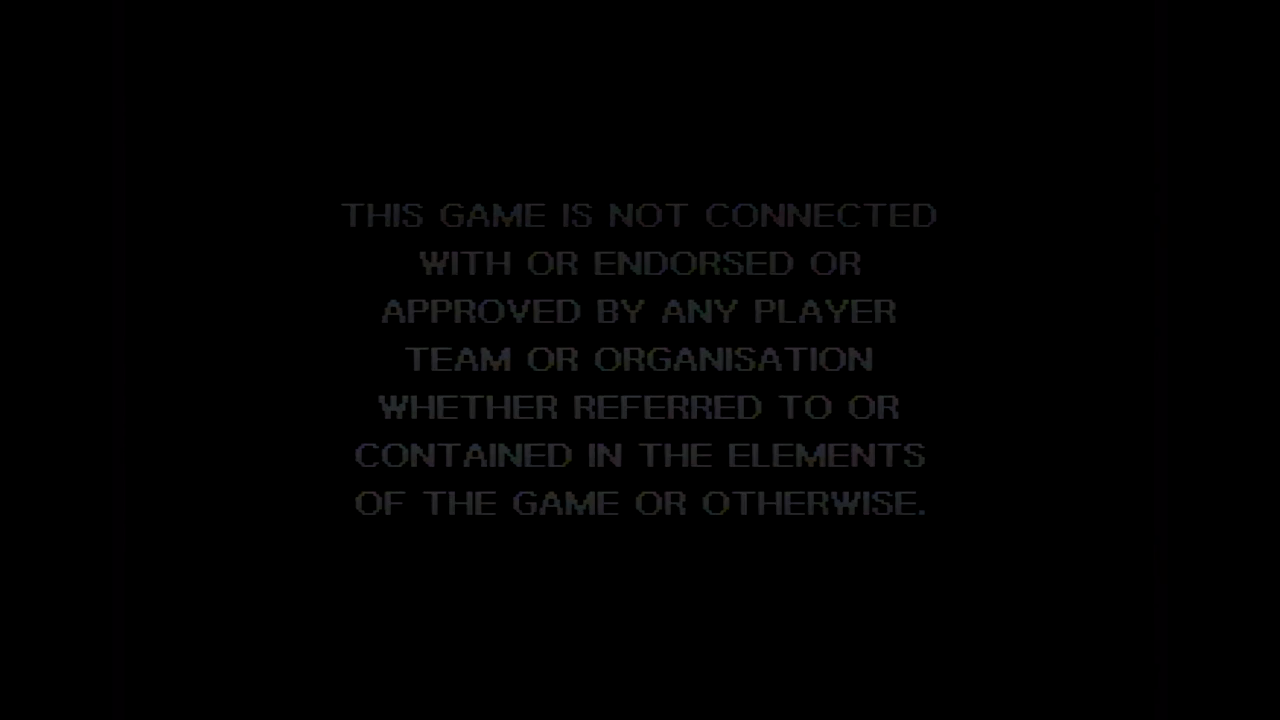 THIS GAME IS NOT CONNECTED
WITH OR ENDORSED OR
APPROVED BY ANY PLAYER
TEAM OR ORGANISATION
WHETHER REFERRED TO OR
CONTAINED IN THE ELEMENTS
OF THE GAME OR OTHERWISE.